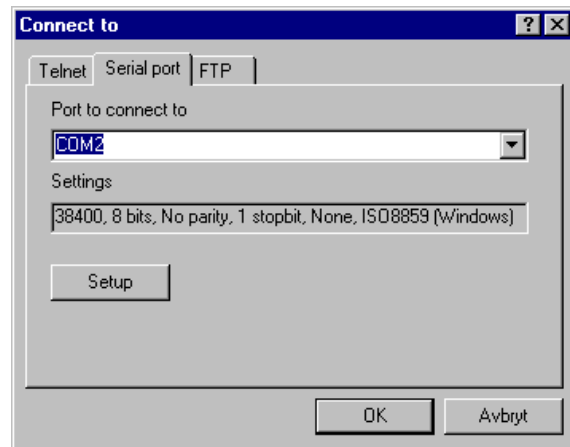 Connect to
Telnet Serial port FTP
Port to connect to
COM2
Settings
38400, 8 bits, No parity, 1 stopbit, None, ISO8859 (Windows)
Setup
OK Avbryt